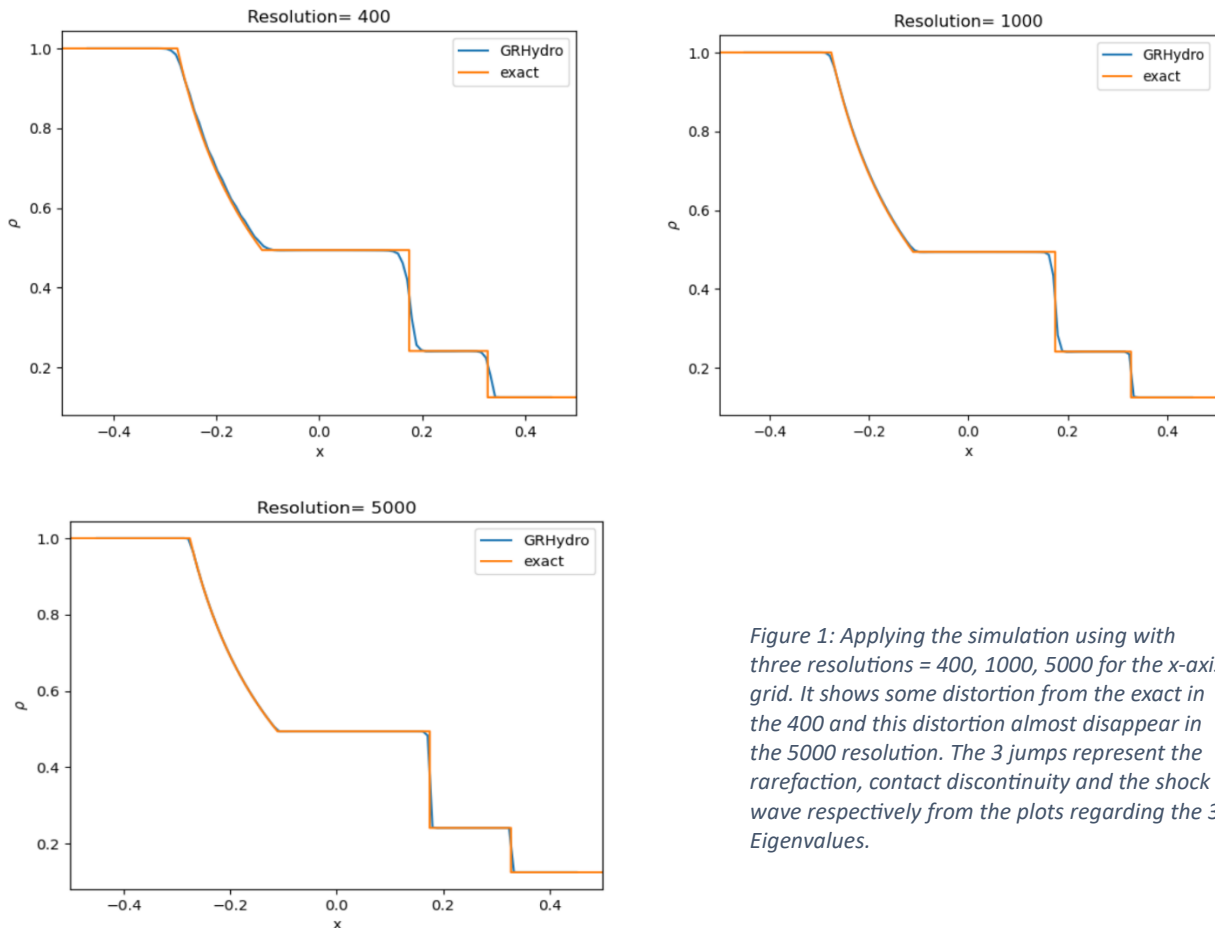 Resolution= 400
1.0
0.8
0.6
0.4
0.2
ρ
−0.4
−0.2
0.0
0.2
0.4
x
GRHydro
exact
Resolution= 1000
1.0
0.8
0.6
0.4
0.2
ρ
−0.4
−0.2
0.0
0.2
0.4
x
GRHydro
exact
Resolution= 5000
1.0
0.8
0.6
0.4
0.2
ρ
−0.4
−0.2
0.0
0.2
0.4
x
GRHydro
exact
Figure 1: Applying the simulation using with
three resolutions = 400, 1000, 5000 for the x-axis
grid. It shows some distortion from the exact in
the 400 and this distortion almost disappear in
the 5000 resolution. The 3 jumps represent the
rarefaction, contact discontinuity and the shock
wave respectively from the plots regarding the 3
Eigenvalues.